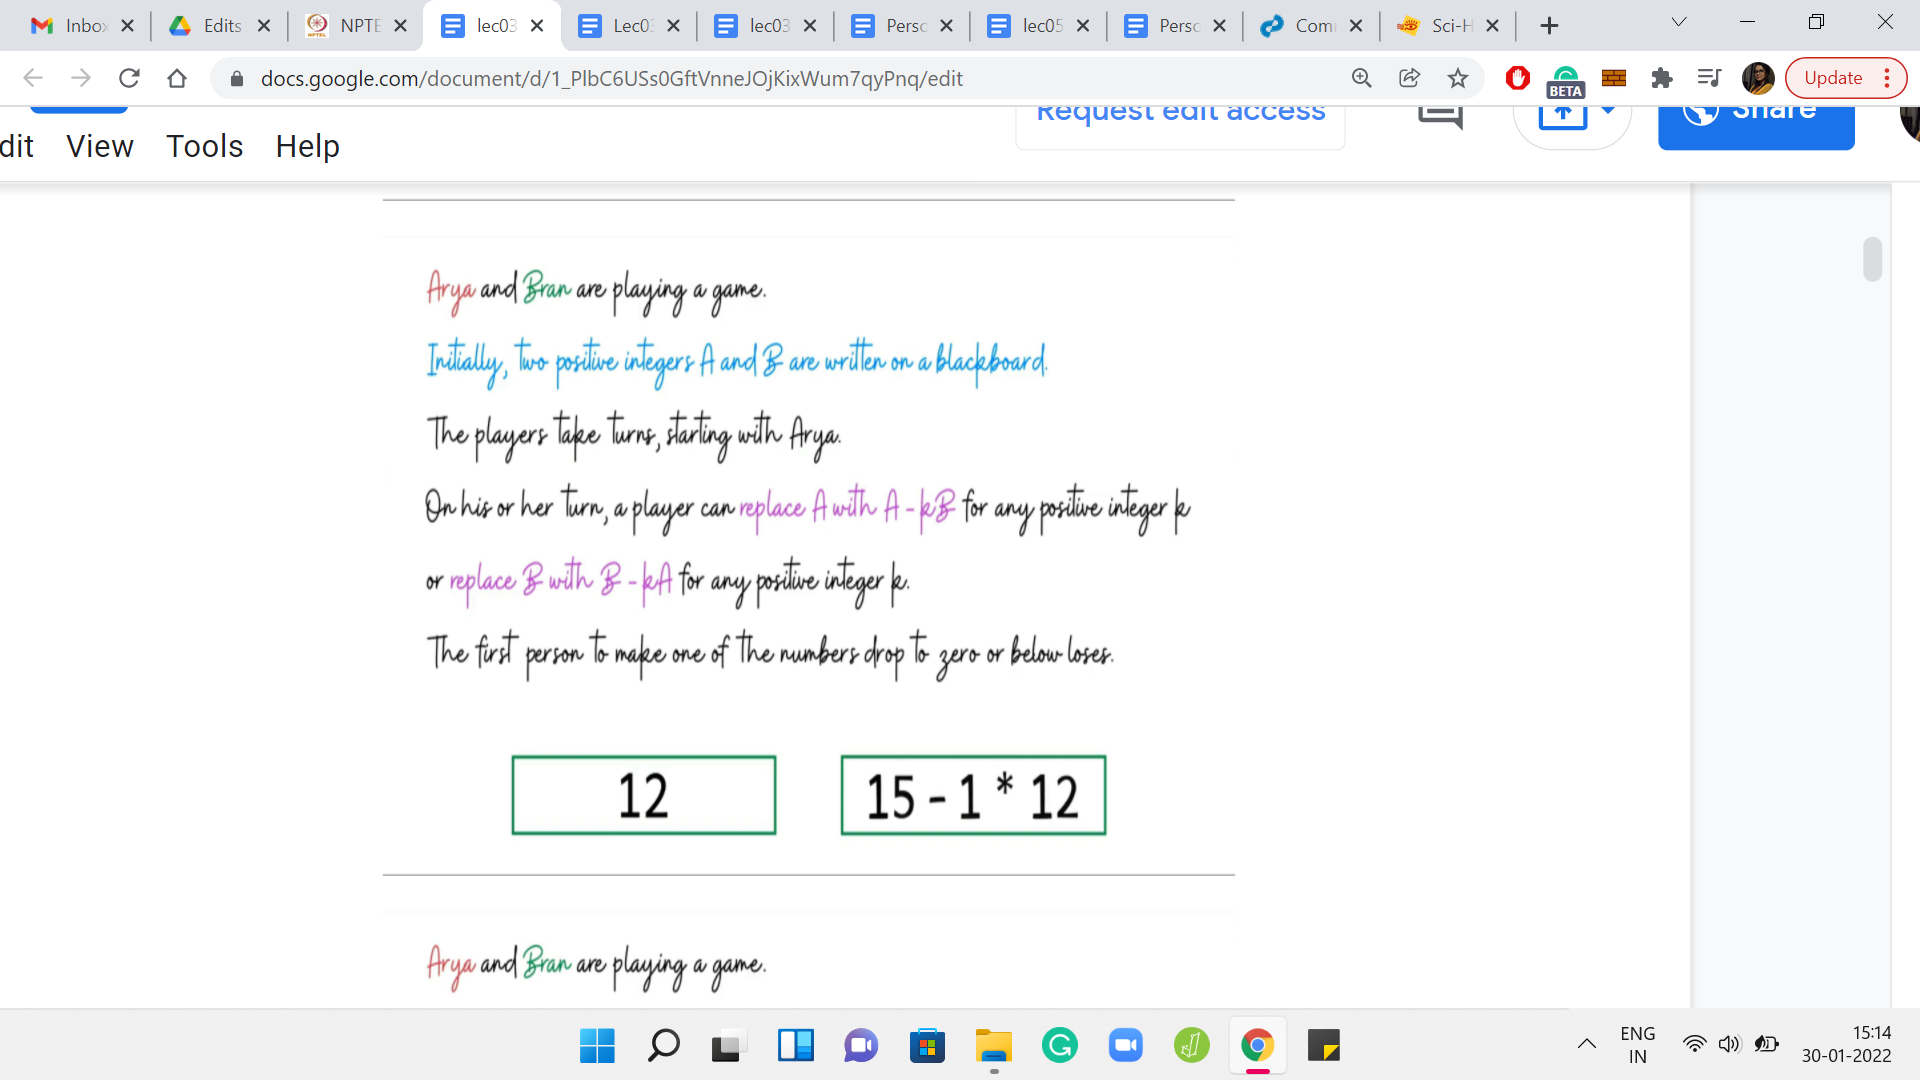 Inbox
Edits
NPTE
lec03
Lec03
lec03
Perso
lec05
Perso
Com
Sci-H
docs.google.com/document/d/1_PlbC6USs0GftVnneJOjKixWum7qyPnq/edit
BETA
Update
Request edit access
Share
dit View Tools Help
Arya and Bran are playing a game.
Initially, two positive integers A and B are written on a blackboard.
The players take turns, starting with Arya.
On his or her turn, a player can replace A with A - kB for any positive integer k
or replace B with B - kA for any positive integer k.
The first person to make one of the numbers drop to zero or below loses.
12
15 - 1 * 12
Arya and Bran are playing a game.
ENG
IN
15:14
30-01-2022